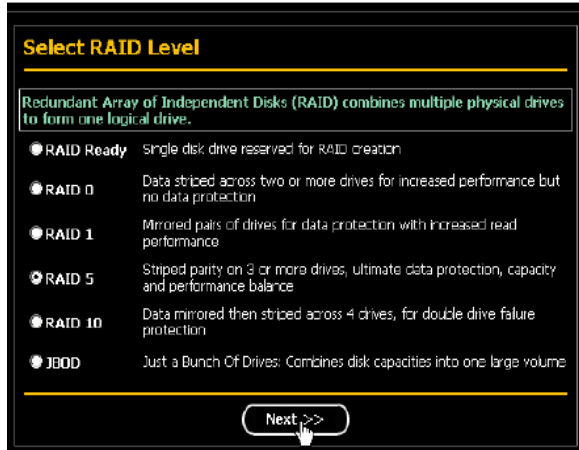 Select RAID Level
Redundant Array of Independent Disks (RAID) combines multiple physical drives
to form one logical drive.
RAID Ready Single disk drive reserved for RAID creation
RAID 0 Data striped across two or more drives for increased performance but
no data protection
RAID 1 Mirrored pairs of drives for data protection with increased read
performance
RAID 5 Striped parity on 3 or more drives, ultimate data protection, capacity
and performance balance
RAID 10 Data mirrored then striped across 4 drives, for double drive failure
protection
JBOD Just a Bunch Of Drives: Combines disk capacities into one large volume
Next >>